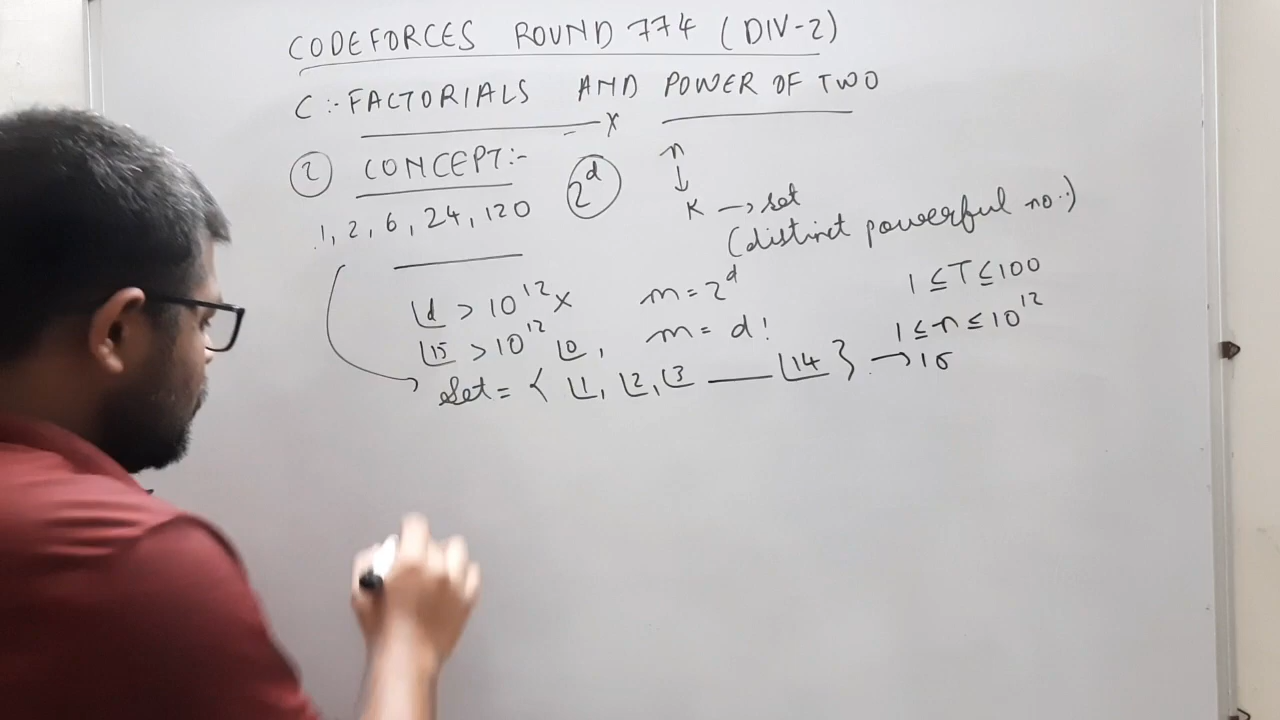 CODEFORCES ROUND 774 (DIV-2)
C:- FACTORIALS AND POWER OF TWO
2 CONCEPT:-
1, 2, 6, 24, 120
2^d
n
↓
K → set
(distinct powerful no..)
1 ≤ T ≤ 100
1 ≤ n ≤ 10^12
m = 2^d
m = d!
⌊d > 10^12 x
⌊15 > 10^12 ⌊0,
set = { ⌊1, ⌊2, ⌊3 — ⌊14 } . →